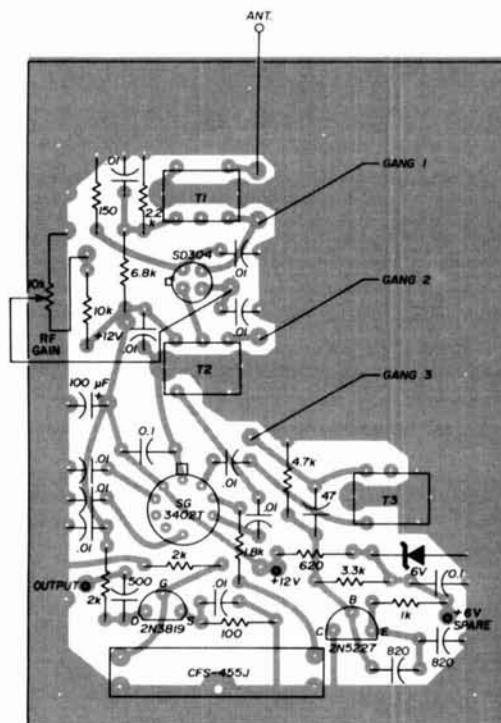 ANT.
GANG 1
.01
150
2.2 k
T1
SD304
.01
6.8k
10k
10k
+12V
RF GAIN
.01
.01
GANG 2
T2
100 µF
+
GANG 3
0.1
.01
4.7k
.01
.01
.01
SG 3402T
.01
1.8k
47
T3
2k
+12V
620
6V
3.3k
0.1
OUTPUT
2k
500
G
D
S
2N3819
.01
100
B
C
E
2N5227
1k
+6V SPARE
820
820
CFS-455J